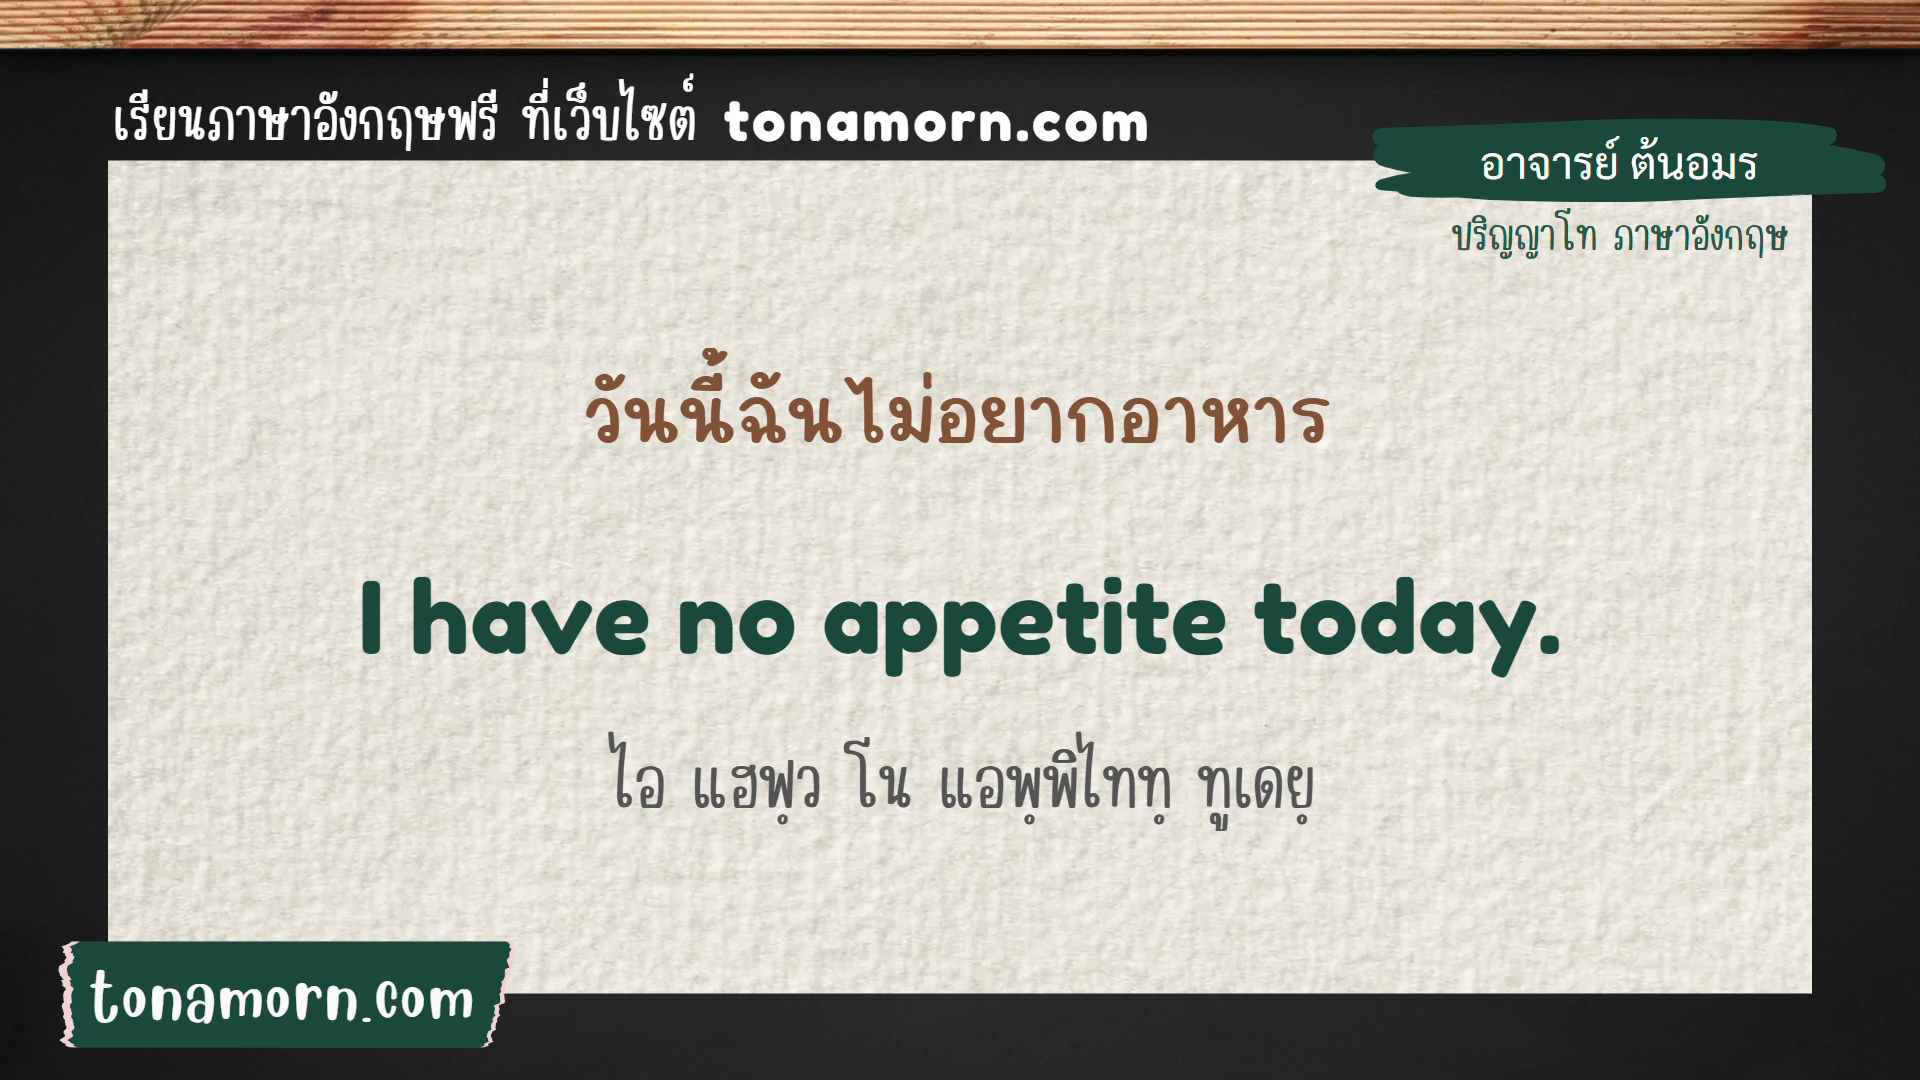 เรียนภาษาอังกฤษฟรี ที่เว็บไซต์ tonamorn.com
อาจารย์ ต้นอมร
ปริญญาโท ภาษาอังกฤษ
วันนี้ฉันไม่อยากอาหาร
I have no appetite today.
ไอ แฮฟฺว โน แอพฺพิไททฺ ทูเดยฺ
tonamorn.com